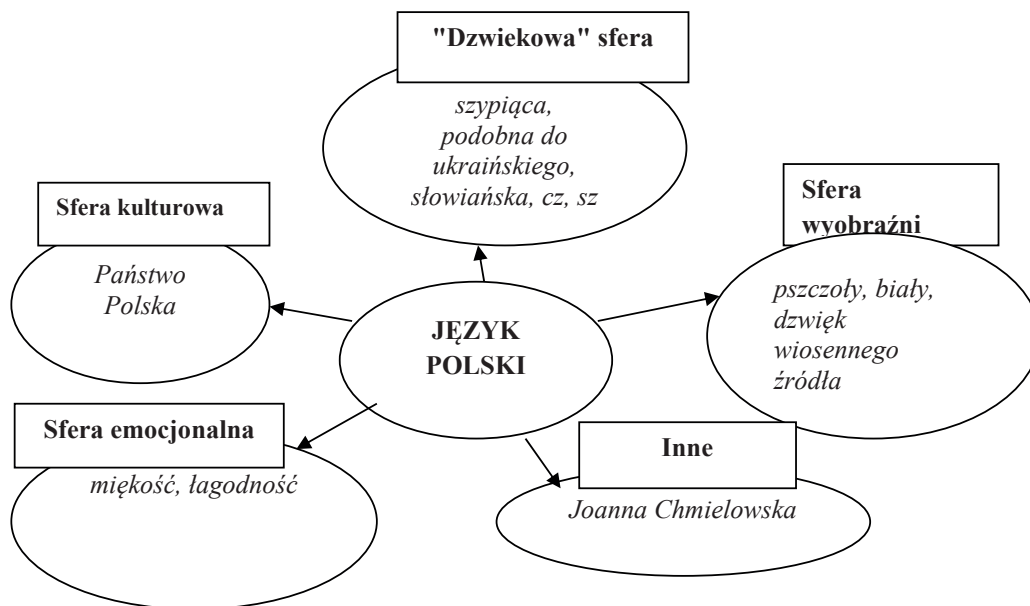 "Dzwiekowa" sfera
szypiąca,
podobna do
ukraińskiego,
słowiańska, cz, sz
Sfera kulturowa
Państwo
Polska
Sfera
wyobraźni
pszczoły, biały,
dzwięk
wiosennego
źródła
JĘZYK
POLSKI
Sfera emocjonalna
miękość, łagodność
Inne
Joanna Chmielowska